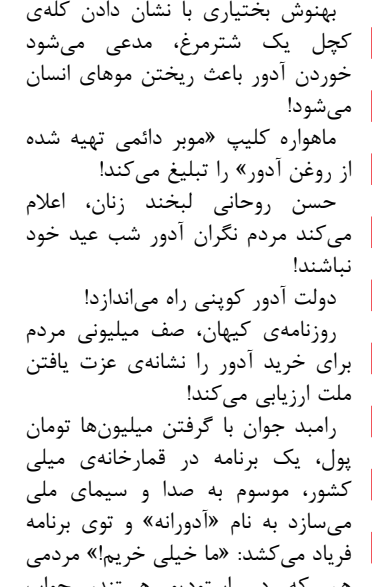 بهنوش بختیاری با نشان دادن کله‌ی
کچل یک شترمرغ، مدعی می‌شود
خوردن آدور باعث ریختن موهای انسان
می‌شود!
ماهواره کلیپ «موبر دائمی تهیه شده
از روغن آدور» را تبلیغ می‌کند!
حسن روحانی لبخند زنان، اعلام
می‌کند مردم نگران آدور شب عید خود
نباشند!
دولت آدور کوپنی راه می‌اندازد!
روزنامه‌ی کیهان، صف میلیونی مردم
برای خرید آدور را نشانه‌ی عزت یافتن
ملت ارزیابی می‌کند!
رامبد جوان با گرفتن میلیون‌ها تومان
پول، یک برنامه در قمارخانه‌ی میلی
کشور، موسوم به صدا و سیمای ملی
می‌سازد به نام «آدورانه» و توی برنامه
فریاد می‌کشد: «ما خیلی خریم!» مردمی